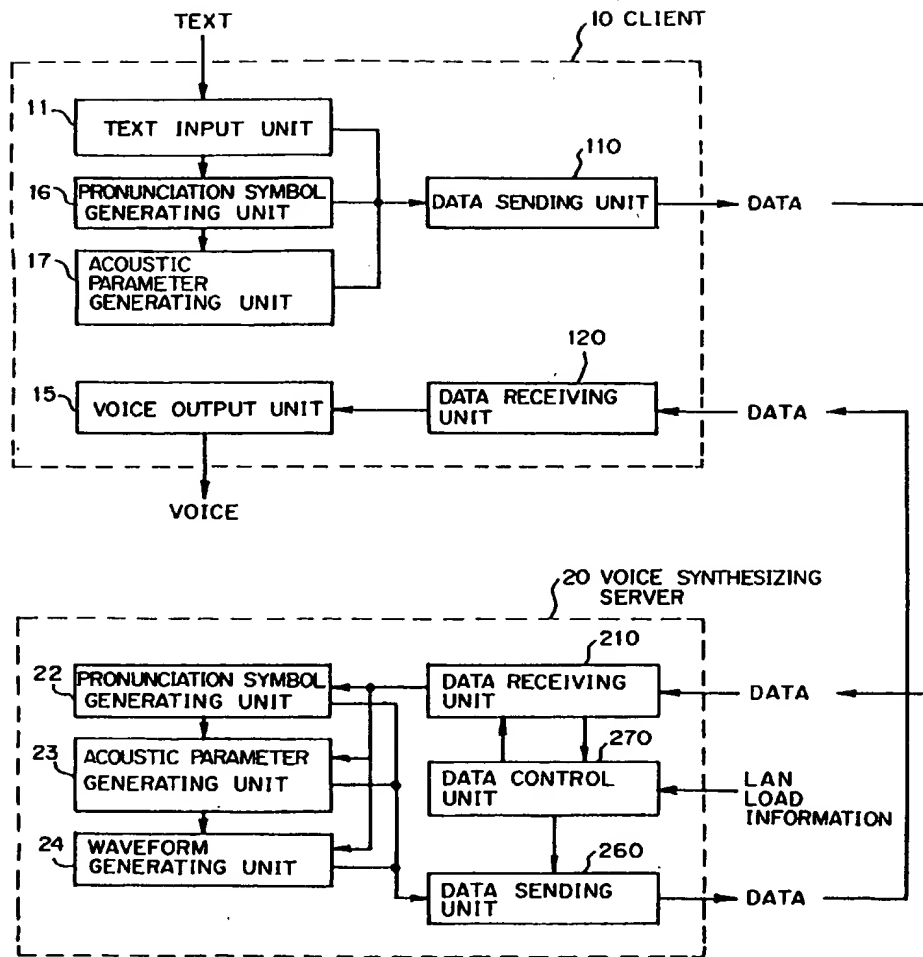 TEXT
10 CLIENT
11
TEXT INPUT UNIT
110
16
PRONUNCIATION SYMBOL
GENERATING UNIT
DATA SENDING UNIT
DATA
17
ACOUSTIC
PARAMETER
GENERATING UNIT
120
15
VOICE OUTPUT UNIT
DATA RECEIVING
UNIT
DATA
VOICE
20 VOICE SYNTHESIZING
SERVER
210
22
PRONUNCIATION SYMBOL
GENERATING UNIT
DATA RECEIVING
UNIT
DATA
270
23
ACOUSTIC PARAMETER
GENERATING UNIT
DATA CONTROL
UNIT
LAN
LOAD
INFORMATION
24
WAVEFORM
GENERATING UNIT
260
DATA SENDING
UNIT
DATA